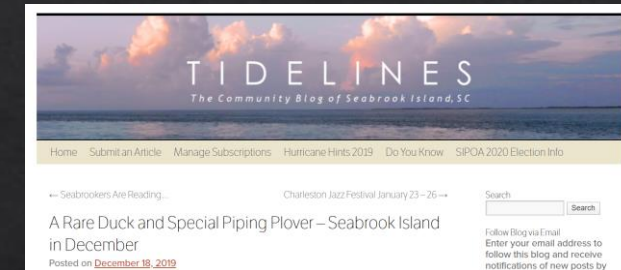 TIDELINES
The Community Blog of Seabrook Island, SC
Home Submit an Article Manage Subscriptions Hurricane Hints 2019 Do You Know SIPOA 2020 Election Info
← Seabrookers Are Reading...
Charleston Jazz Festival January 23 – 26 →
A Rare Duck and Special Piping Plover – Seabrook Island
in December
Posted on December 18, 2019
Search
Search
Follow Blog via Email
Enter your email address to
follow this blog and receive
notifications of new posts by